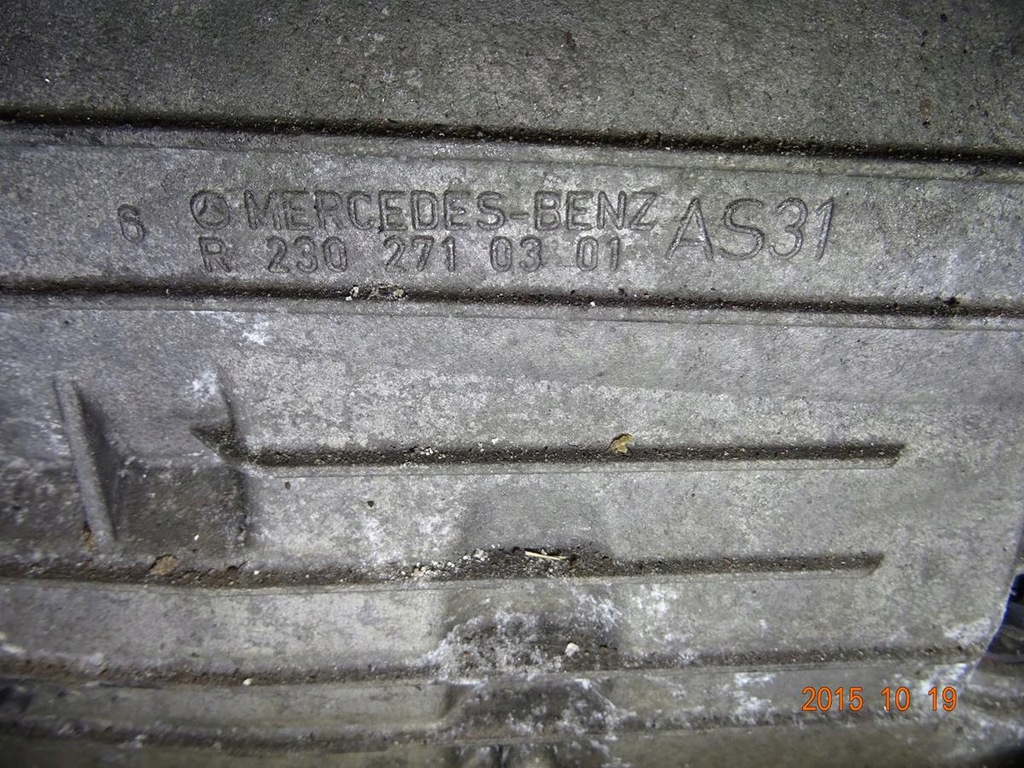 6 MERCEDES-BENZ AS31
R 230 271 03 01
2015 10 19